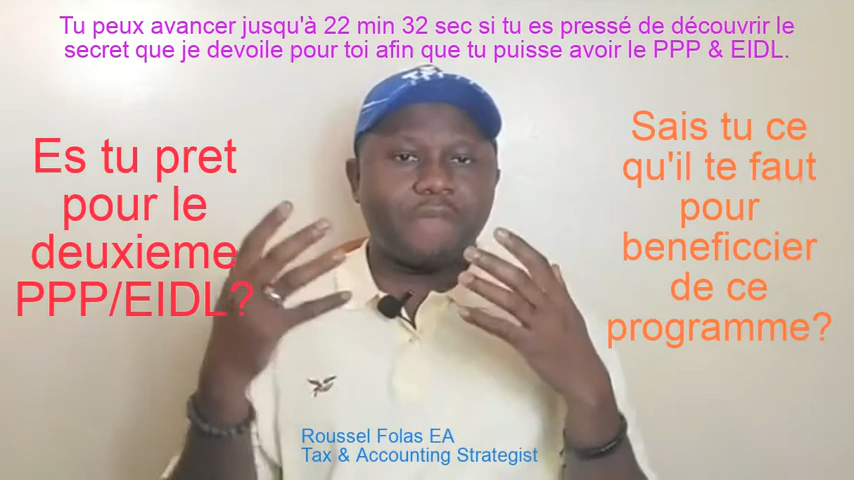 Tu peux avancer jusqu'à 22 min 32 sec si tu es pressé de découvrir le
secret que je devoile pour toi afin que tu puisse avoir le PPP & EIDL.
Es tu pret
pour le
deuxieme
PPP/EIDL?
Sais tu ce
qu'il te faut
pour
beneficcier
de ce
programme?
Roussel Folas EA
Tax & Accounting Strategist